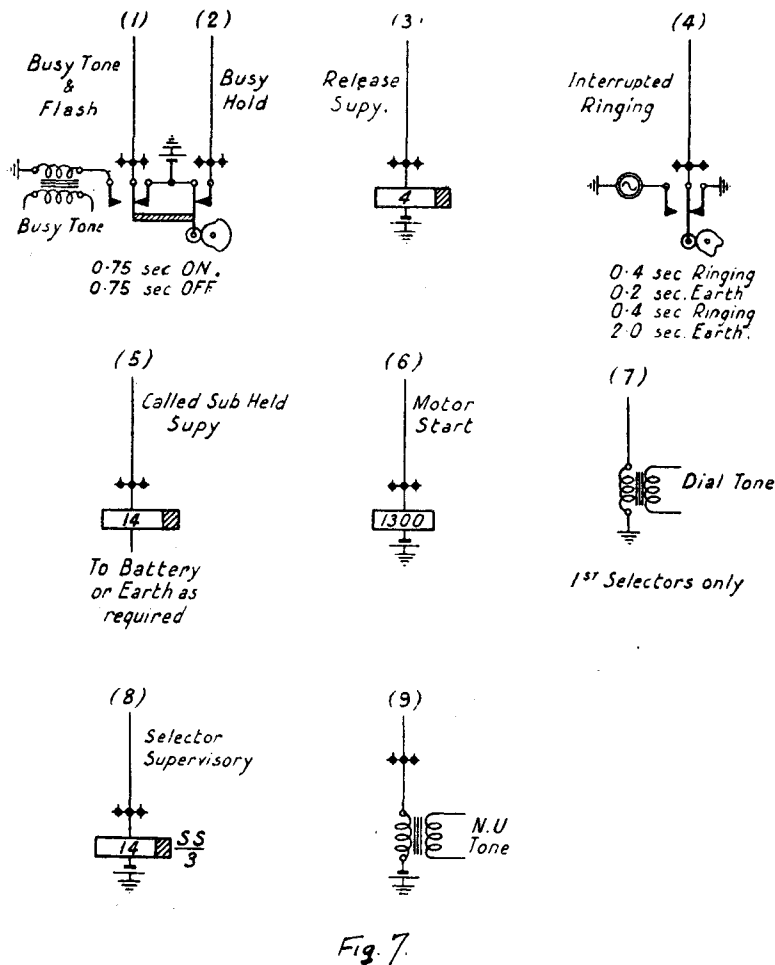 (1)
(2)
(3)
(4)
Busy Tone
&
Flash
Busy
Hold
Release
Supy.
Interrupted
Ringing
4
Busy Tone
0.75 sec ON.
0.75 sec OFF
0.4 sec Ringing
0.2 sec. Earth
0.4 sec Ringing
2.0 sec. Earth.
(5)
(6)
(7)
Called Sub Held
Supy
Motor
Start
Dial Tone
14
1300
To Battery
or Earth as
required
1ST Selectors only
(8)
(9)
Selector
Supervisory
14
SS
3
N.U
Tone
Fig. 7.